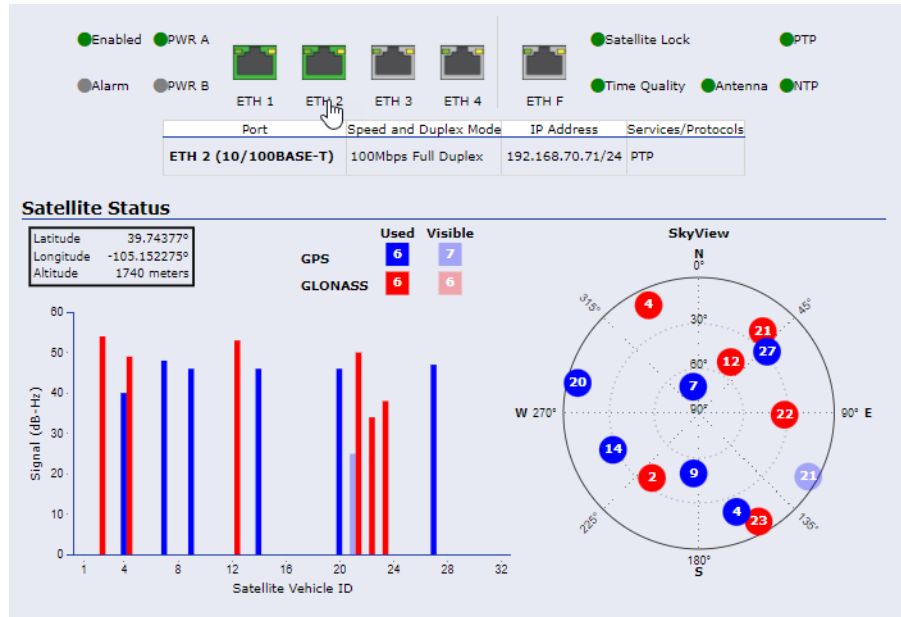 Enabled PWR A Satellite Lock PTP
Alarm PWR B Time Quality Antenna NTP
ETH 1 ETH 2 ETH 3 ETH 4 ETH F
Port Speed and Duplex Mode IP Address Services/Protocols
ETH 2 (10/100BASE-T) 100Mbps Full Duplex 192.168.70.71/24 PTP
Satellite Status
Latitude 39.74377°
Longitude -105.152275°
Altitude 1740 meters
Used Visible
GPS 6 7
GLONASS 6 6
60
50
40
30
20
10
0
Signal (dB-Hz)
1 4 8 12 16 20 24 28 32
Satellite Vehicle ID
SkyView
N
0°
315° 45°
30°
60°
90°
W 270° 90° E
225° 135°
180°
S
4
21
27
12
20
7
22
14
2
9
21
4
23